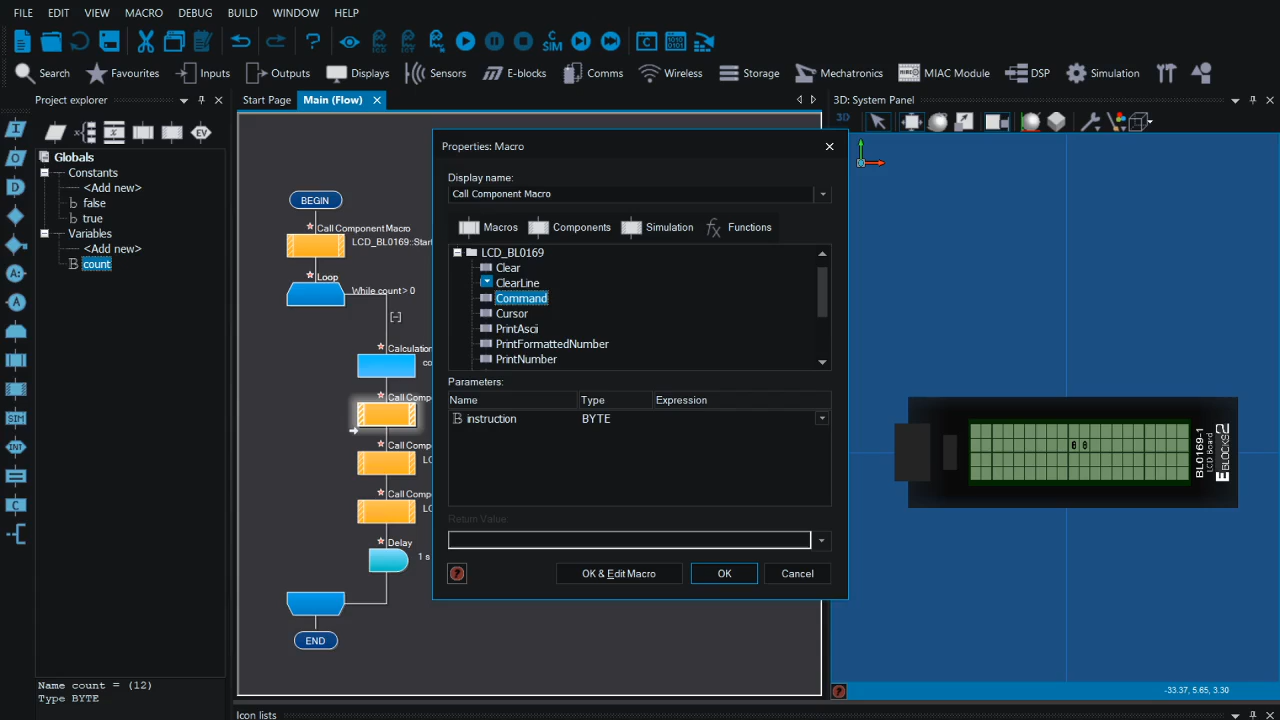 FILE EDIT VIEW MACRO DEBUG BUILD WINDOW HELP
Search Favourites Inputs Outputs Displays Sensors E-blocks Comms Wireless Storage Mechatronics MIAC Module DSP Simulation
Project explorer
Globals
Constants
<Add new>
false
true
Variables
<Add new>
count
Name count = (12)
Type BYTE
Start Page Main (Flow)
BEGIN
Call Component Macro
LCD_BL0169::Start
Loop
While count > 0
[-]
Calculation
co
Call Comp
Call Comp
LC
Call Comp
LC
Delay
1 s
END
Icon lists
Properties: Macro
Display name:
Call Component Macro
Macros Components Simulation Functions
LCD_BL0169
Clear
ClearLine
Command
Cursor
PrintAscii
PrintFormattedNumber
PrintNumber
Parameters:
Name Type Expression
instruction BYTE
Return Value:
OK & Edit Macro OK Cancel
3D: System Panel
3D
BL0169-1
LCD Board
E BLOCKS2
-33.37, 5.65, 3.30